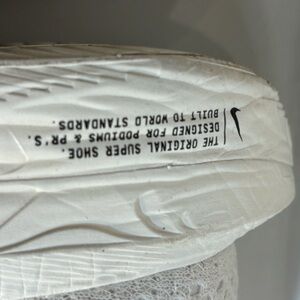 THE ORIGINAL SUPER SHOE.
DESIGNED FOR PODIUMS & PR'S.
BUILT TO WORLD STANDARDS.